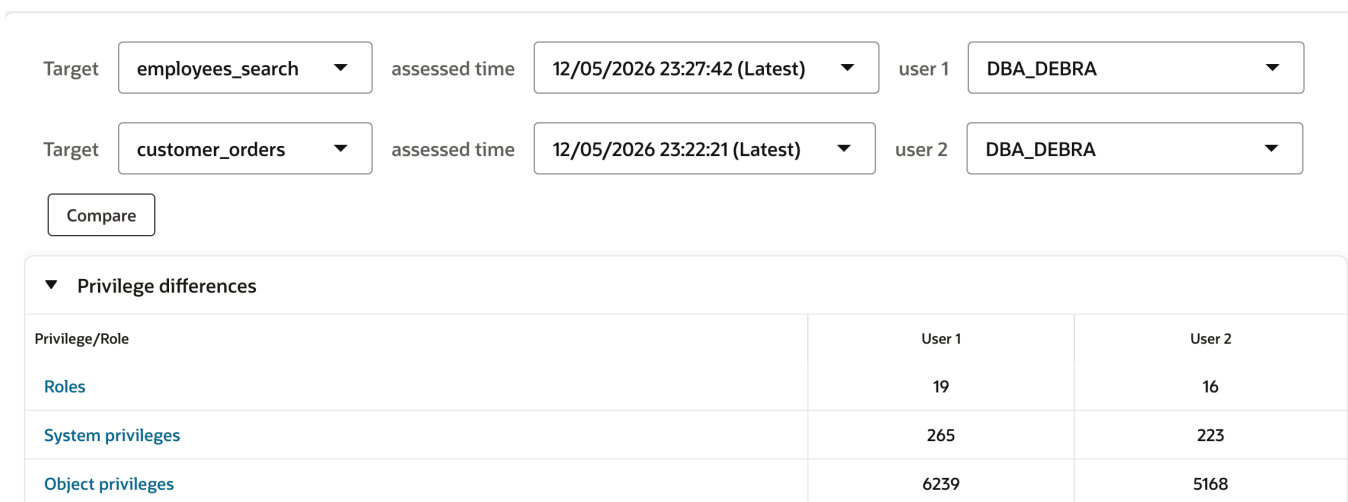 Target employees_search assessed time 12/05/2026 23:27:42 (Latest) user 1 DBA_DEBRA
Target customer_orders assessed time 12/05/2026 23:22:21 (Latest) user 2 DBA_DEBRA
Compare
Privilege differences
Privilege/Role User 1 User 2
Roles 19 16
System privileges 265 223
Object privileges 6239 5168